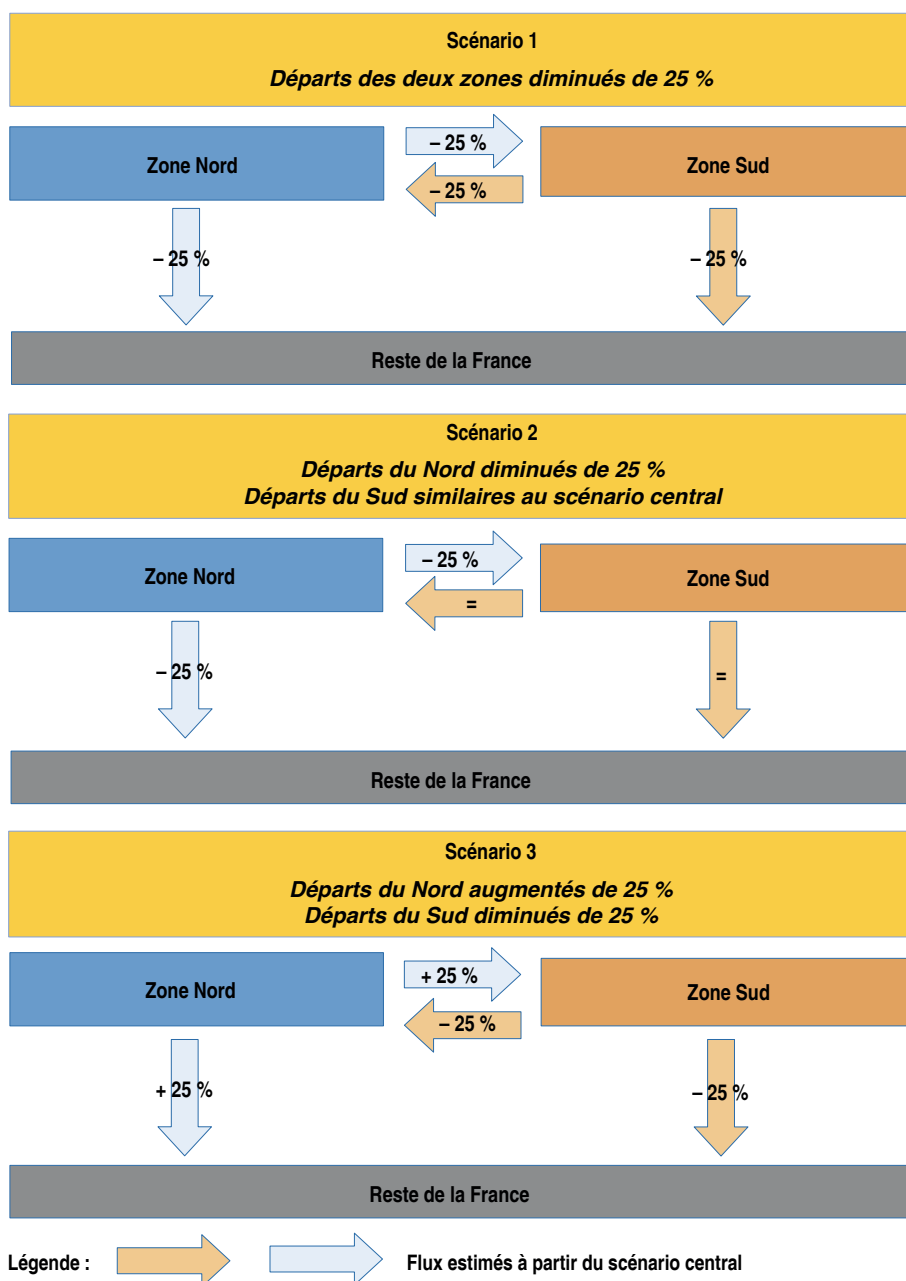 Scénario 1
Départs des deux zones diminués de 25 %
Zone Nord
– 25 %
– 25 %
Zone Sud
– 25 %
– 25 %
Reste de la France
Scénario 2
Départs du Nord diminués de 25 %
Départs du Sud similaires au scénario central
Zone Nord
– 25 %
=
Zone Sud
– 25 %
=
Reste de la France
Scénario 3
Départs du Nord augmentés de 25 %
Départs du Sud diminués de 25 %
Zone Nord
+ 25 %
– 25 %
Zone Sud
+ 25 %
– 25 %
Reste de la France
Légende :
Flux estimés à partir du scénario central